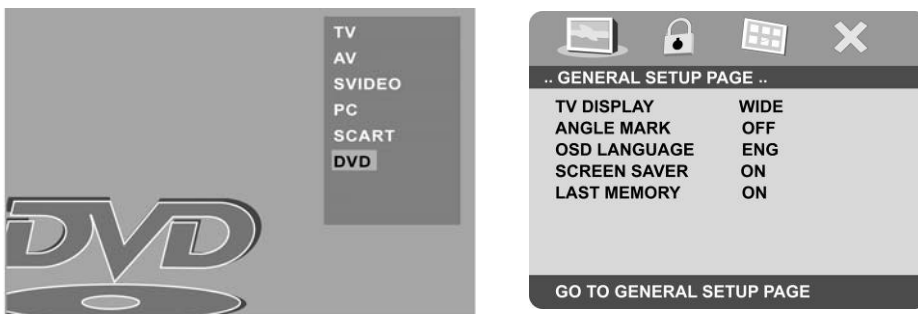 TV
AV
SVIDEO
PC
SCART
DVD
DVD
.. GENERAL SETUP PAGE ..
TV DISPLAY WIDE
ANGLE MARK OFF
OSD LANGUAGE ENG
SCREEN SAVER ON
LAST MEMORY ON
GO TO GENERAL SETUP PAGE